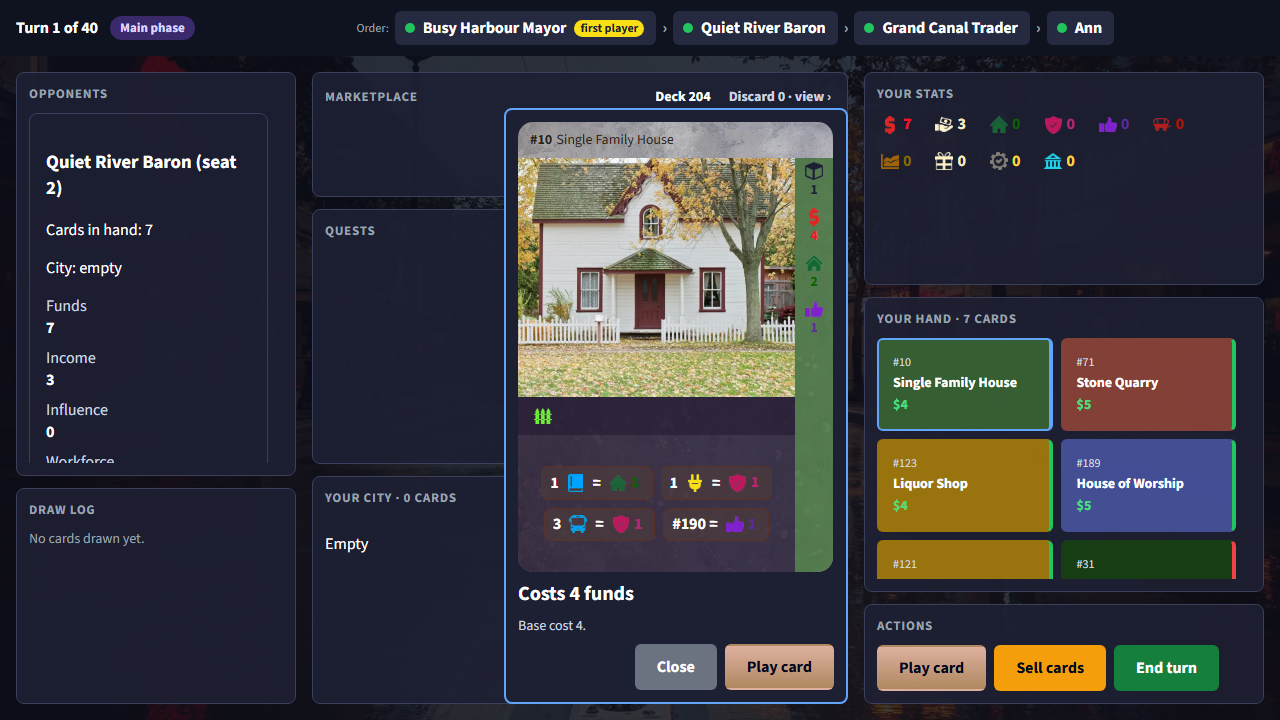 Turn 1 of 40
Main phase
Order:
Busy Harbour Mayor first player
›
Quiet River Baron
›
Grand Canal Trader
›
Ann
OPPONENTS
Quiet River Baron (seat
2)
Cards in hand: 7
City: empty
Funds
7
Income
3
Influence
0
Workforce
DRAW LOG
No cards drawn yet.
MARKETPLACE
Deck 204
Discard 0 · view ›
QUESTS
YOUR CITY · 0 CARDS
Empty
#10 Single Family House
1
4
2
1
1 =
1 = 1
3 = 1
#190 = 1
Costs 4 funds
Base cost 4.
Close
Play card
YOUR STATS
7 3 0 0 0 0
0 0 0 0
YOUR HAND · 7 CARDS
#10
Single Family House
$4
#71
Stone Quarry
$5
#123
Liquor Shop
$4
#189
House of Worship
$5
#121
#31
ACTIONS
Play card
Sell cards
End turn